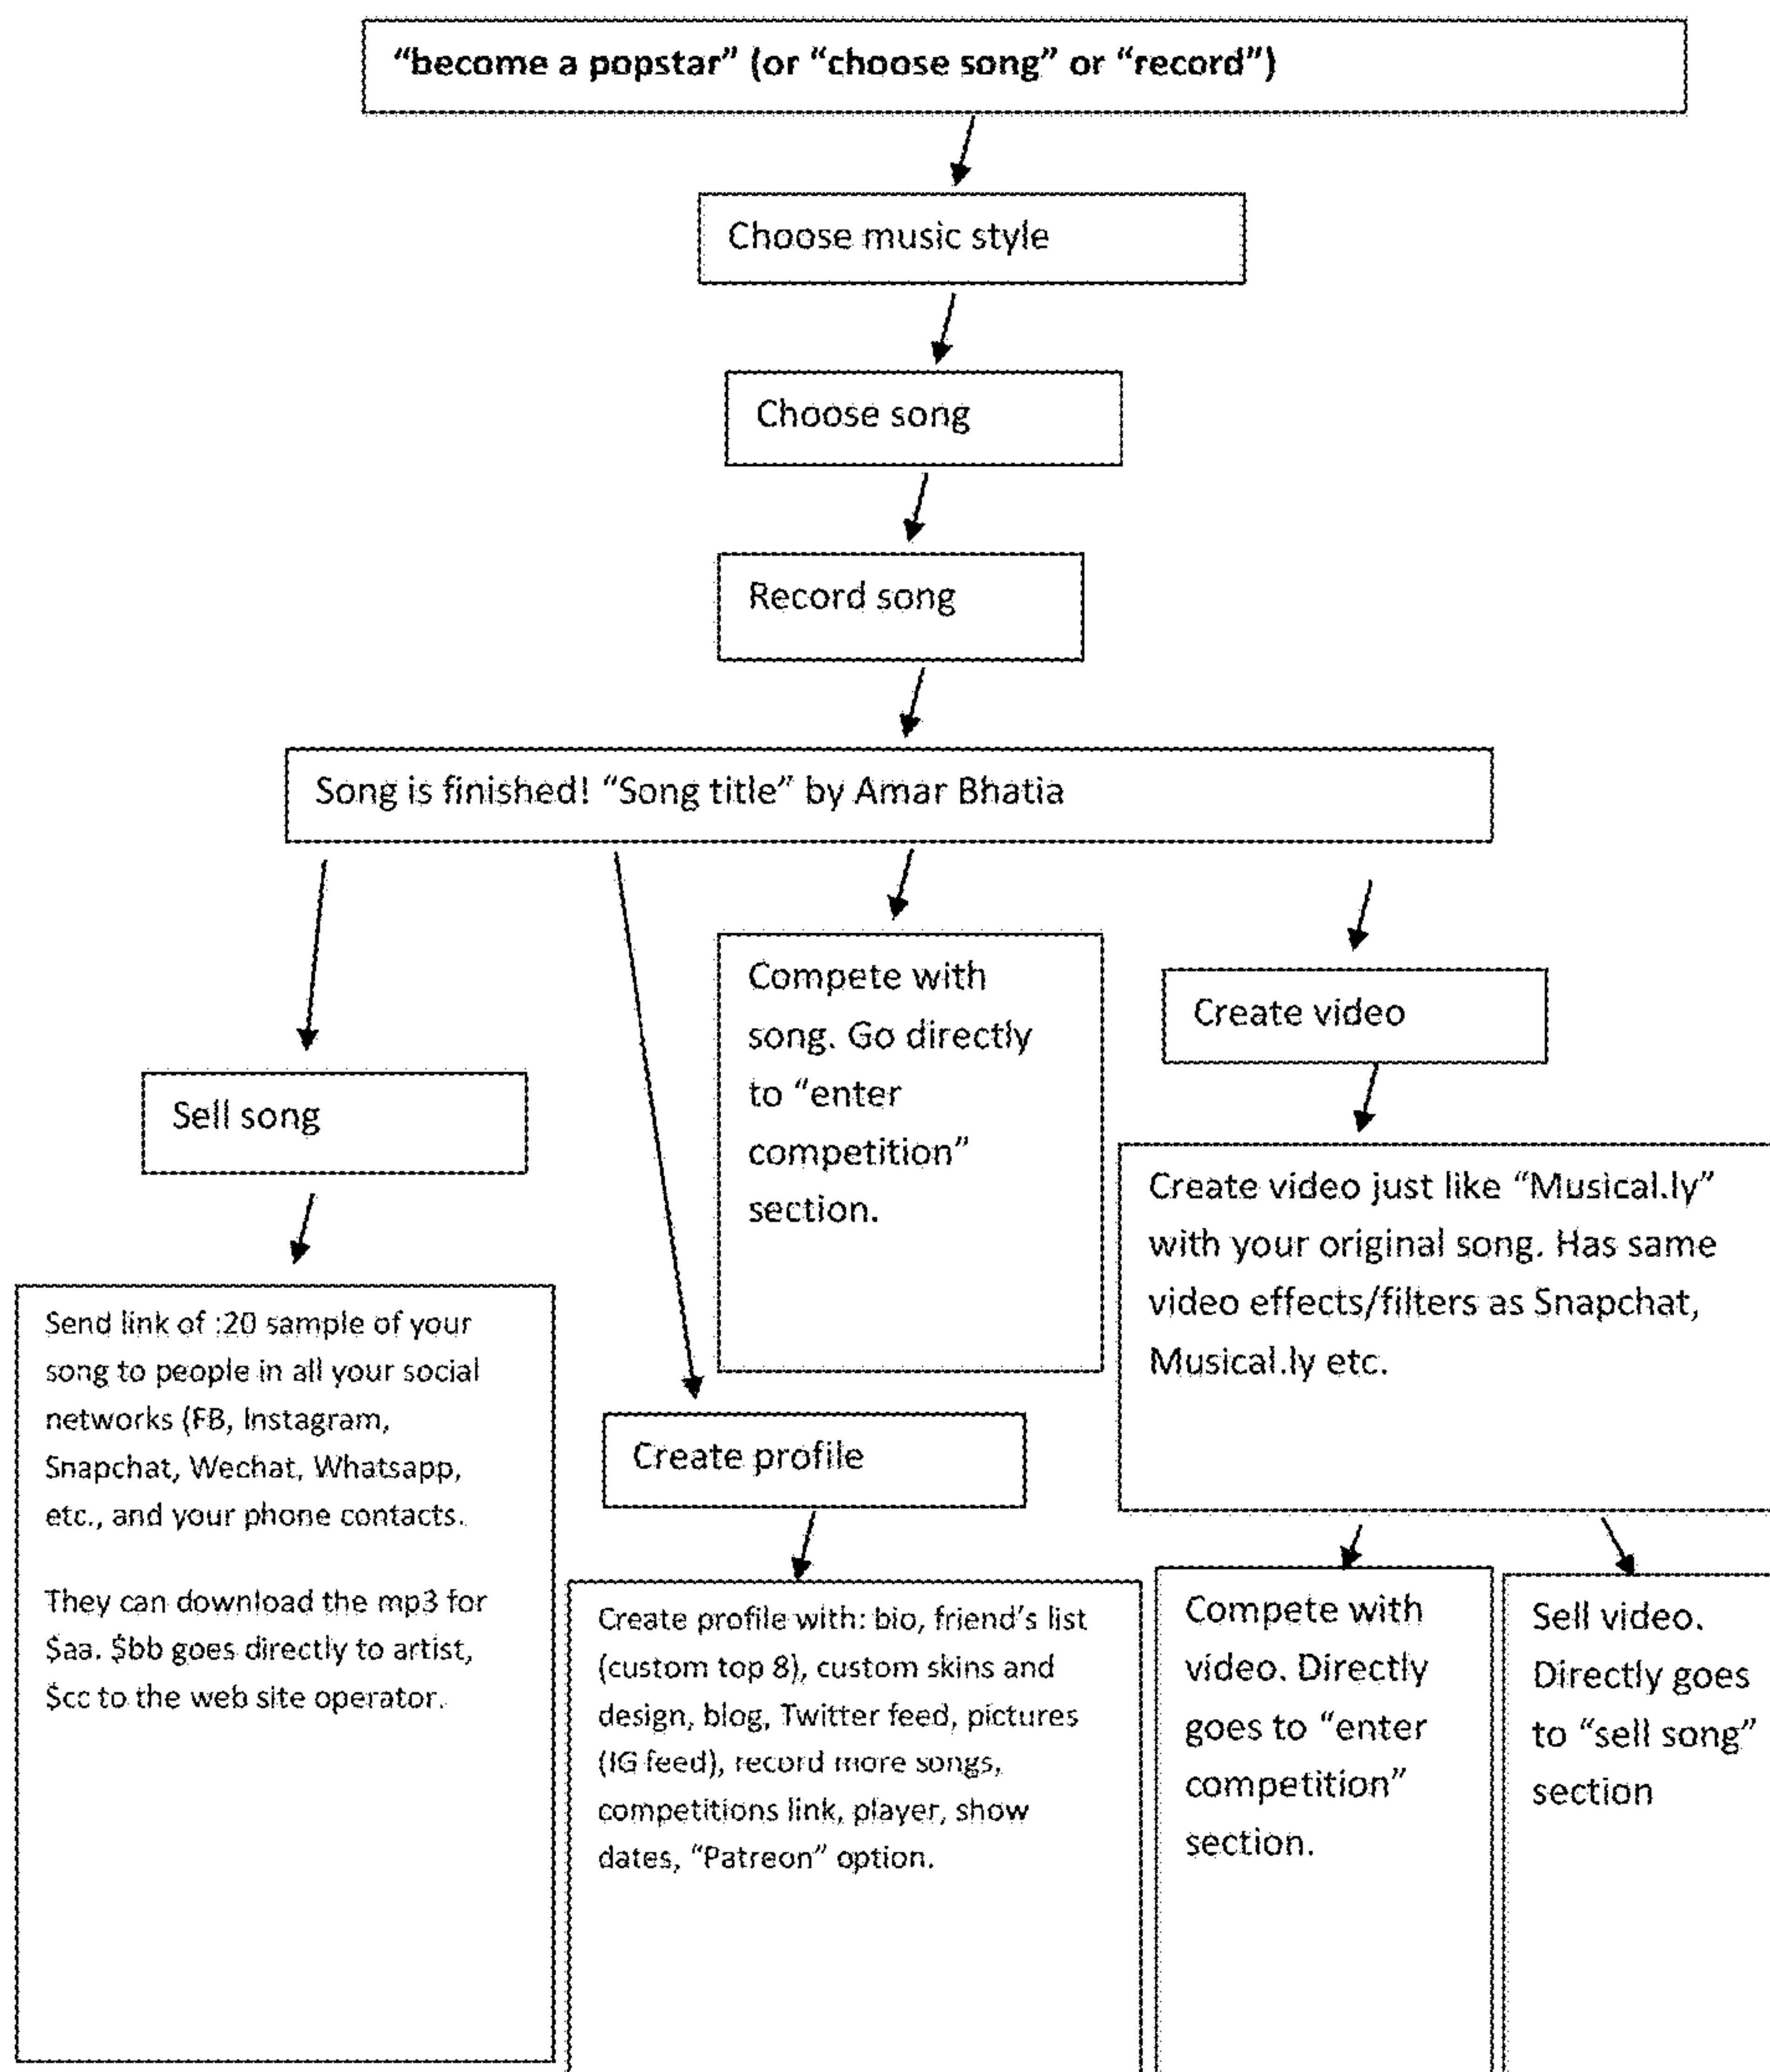 “become a popstar” (or “choose song” or “record”)
Choose music style
Choose song
Record song
Song is finished! “Song title” by Amar Bhatia
Sell song
Send link of :20 sample of your
song to people in all your social
networks (FB, Instagram,
Snapchat, Wechat, Whatsapp,
etc., and your phone contacts.
They can download the mp3 for
$aa. $bb goes directly to artist,
$cc to the web site operator.
Create profile
Create profile with: bio, friend’s list
(custom top 8), custom skins and
design, blog, Twitter feed, pictures
(IG feed), record more songs,
competitions link, player, show
dates, “Patreon” option.
Compete with
song. Go directly
to “enter
competition”
section.
Create video
Create video just like “Musical.ly”
with your original song. Has same
video effects/filters as Snapchat,
Musical.ly etc.
Compete with
video. Directly
goes to “enter
competition”
section.
Sell video.
Directly goes
to “sell song”
section